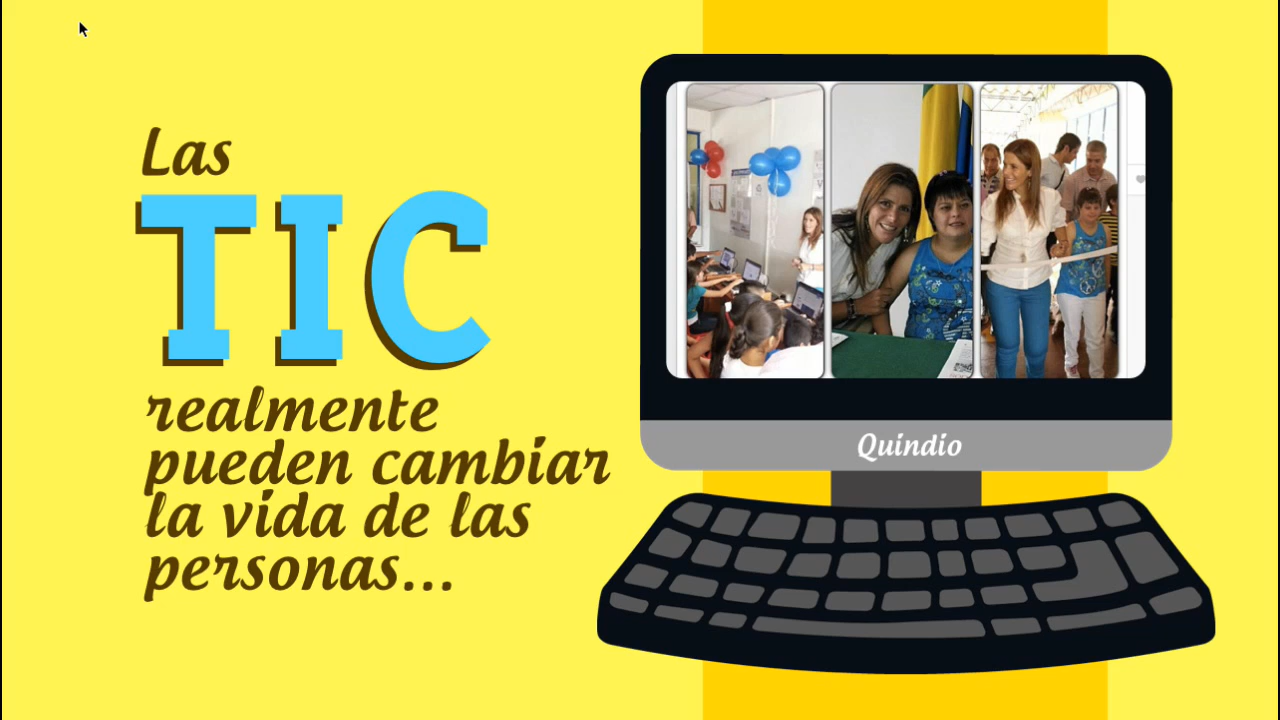 Las
TIC
realmente
pueden cambiar
la vida de las
personas...
Quindio